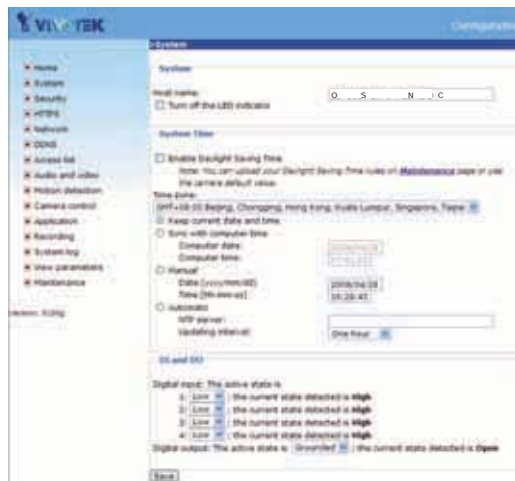 VIVOTEK
Configuration
>System
Home
System
Security
HTTPS
Network
DDNS
Access list
Audio and video
Motion detection
Camera control
Application
Recording
System log
View parameters
Maintenance
System
Host name:
O S N C
Turn off the LED indicator
System Time
Enable Daylight Saving Time
Note: You can upload your Daylight Saving Time rules on Maintenance page or use
the camera default value.
Time zone:
GMT+08:00 Beijing, Chongqing, Hong Kong, Kuala Lumpur, Singapore, Taipei
Keep current date and time
Sync with computer time
Computer date:
Computer time:
Manual
Date [yyyy/mm/dd]
Time [hh:mm:ss]
Automatic
NTP server:
Updating interval: One hour
DI and DO
Digital input: The active state is
1: Low ; the current state detected is High
2: Low ; the current state detected is High
3: Low ; the current state detected is High
4: Low ; the current state detected is High
Digital output: The active state is Grounded ; the current state detected is Open
Save